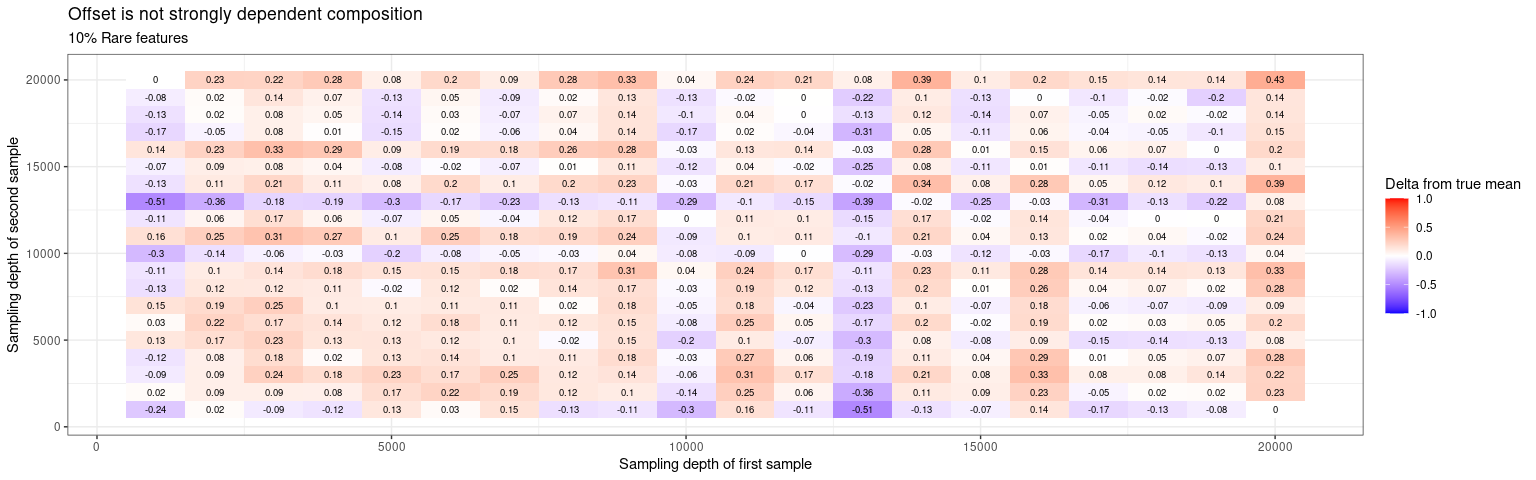 Offset is not strongly dependent composition
10% Rare features
20000 0 0.23 0.22 0.28 0.08 0.2 0.09 0.28 0.33 0.04 0.24 0.21 0.08 0.39 0.1 0.2 0.15 0.14 0.14 0.43
-0.08 0.02 0.14 0.07 -0.13 0.05 -0.09 0.02 0.13 -0.13 -0.02 0 -0.22 0.1 -0.13 0 -0.1 -0.02 -0.2 0.14
-0.13 0.02 0.08 0.05 -0.14 0.03 -0.07 0.07 0.14 -0.1 0.04 0 -0.13 0.12 -0.14 0.07 -0.05 0.02 -0.02 0.14
-0.17 -0.05 0.08 0.01 -0.15 0.02 -0.06 0.04 0.14 -0.17 0.02 -0.04 -0.31 0.05 -0.11 0.06 -0.04 -0.05 -0.1 0.15
0.14 0.23 0.33 0.29 0.09 0.19 0.18 0.26 0.28 -0.03 0.13 0.14 -0.03 0.28 0.01 0.15 0.06 0.07 0 0.2
15000 -0.07 0.09 0.08 0.04 -0.08 -0.02 -0.07 0.01 0.11 -0.12 0.04 -0.02 -0.25 0.08 -0.11 0.01 -0.11 -0.14 -0.13 0.1
-0.13 0.11 0.21 0.11 0.08 0.2 0.1 0.2 0.23 -0.03 0.21 0.17 -0.02 0.34 0.08 0.28 0.05 0.12 0.1 0.39
-0.51 -0.36 -0.18 -0.19 -0.3 -0.17 -0.23 -0.13 -0.11 -0.29 -0.1 -0.15 -0.39 -0.02 -0.25 -0.03 -0.31 -0.13 -0.22 0.08
-0.11 0.06 0.17 0.06 -0.07 0.05 -0.04 0.12 0.17 0 0.11 0.1 -0.15 0.17 -0.02 0.14 -0.04 0 0 0.21
0.16 0.25 0.31 0.27 0.1 0.25 0.18 0.19 0.24 -0.09 0.1 0.11 -0.1 0.21 0.04 0.13 0.02 0.04 -0.02 0.24
10000 -0.3 -0.14 -0.06 -0.03 -0.2 -0.08 -0.05 -0.03 0.04 -0.08 -0.09 0 -0.29 -0.03 -0.12 -0.03 -0.17 -0.1 -0.13 0.04
-0.11 0.1 0.14 0.18 0.15 0.15 0.18 0.17 0.31 0.04 0.24 0.17 -0.11 0.23 0.11 0.28 0.14 0.14 0.13 0.33
-0.13 0.12 0.12 0.11 -0.02 0.12 0.02 0.14 0.17 -0.03 0.19 0.12 -0.13 0.2 0.01 0.26 0.04 0.07 0.02 0.28
0.15 0.19 0.25 0.1 0.1 0.11 0.11 0.02 0.18 -0.05 0.18 -0.04 -0.23 0.1 -0.07 0.18 -0.06 -0.07 -0.09 0.09
0.03 0.22 0.17 0.14 0.12 0.18 0.11 0.12 0.15 -0.08 0.25 0.05 -0.17 0.2 -0.02 0.19 0.02 0.03 0.05 0.2
5000 0.13 0.17 0.23 0.13 0.13 0.12 0.1 -0.02 0.15 -0.2 0.1 -0.07 -0.3 0.08 -0.08 0.09 -0.15 -0.14 -0.13 0.08
-0.12 0.08 0.18 0.02 0.13 0.14 0.1 0.11 0.18 -0.03 0.27 0.06 -0.19 0.11 0.04 0.29 0.01 0.05 0.07 0.28
-0.09 0.09 0.24 0.18 0.23 0.17 0.25 0.12 0.14 -0.06 0.31 0.17 -0.18 0.21 0.08 0.33 0.08 0.08 0.14 0.22
0.02 0.09 0.09 0.08 0.17 0.22 0.19 0.12 0.1 -0.14 0.25 0.06 -0.36 0.11 0.09 0.23 -0.05 0.02 0.02 0.23
-0.24 0.02 -0.09 -0.12 0.13 0.03 0.15 -0.13 -0.11 -0.3 0.16 -0.11 -0.51 -0.13 -0.07 0.14 -0.17 -0.13 -0.08 0
0
0 5000 10000 15000 20000
Sampling depth of first sample
Sampling depth of second sample
Delta from true mean
1.0
0.5
0.0
-0.5
-1.0